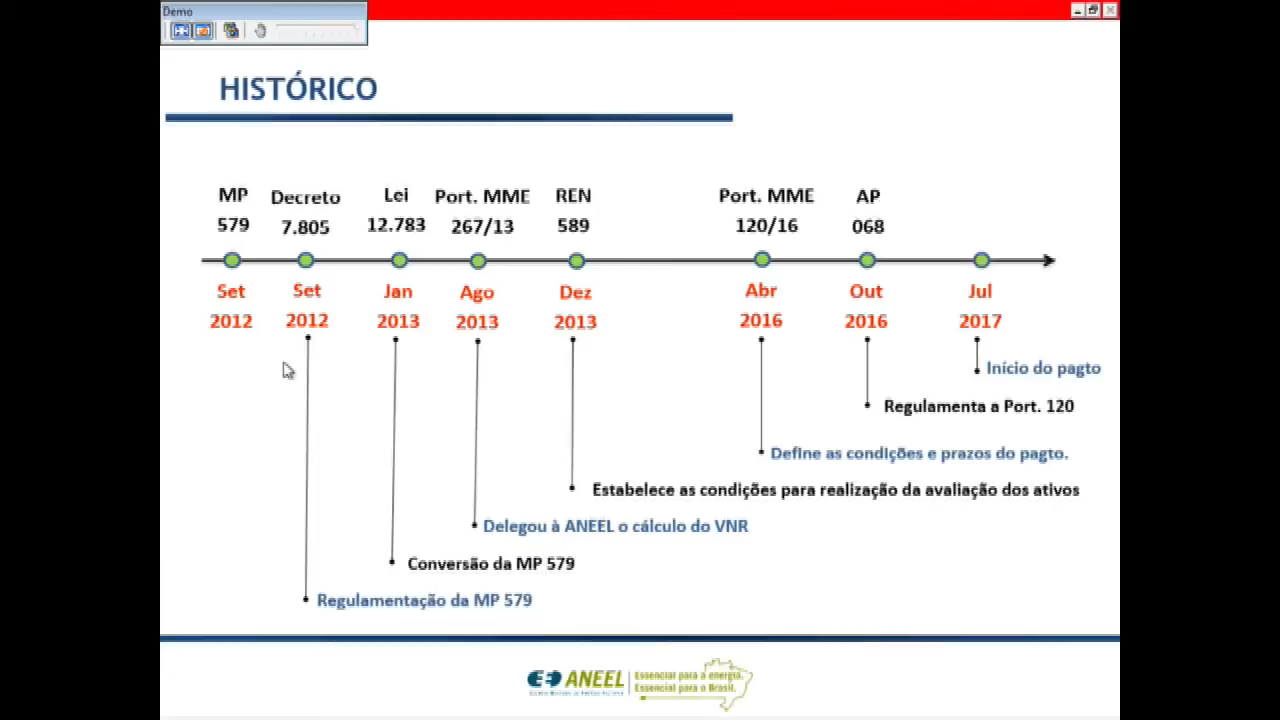 Demo
HISTÓRICO
MP Decreto Lei Port. MME REN Port. MME AP
579 7.805 12.783 267/13 589 120/16 068
Set Set Jan Ago Dez Abr Out Jul
2012 2012 2013 2013 2013 2016 2016 2017
Início do pagto
Regulamenta a Port. 120
Define as condições e prazos do pagto.
Estabelece as condições para realização da avaliação dos ativos
Delegou à ANEEL o cálculo do VNR
Conversão da MP 579
Regulamentação da MP 579
ANEEL
Essencial para a energia.
Essencial para o Brasil.